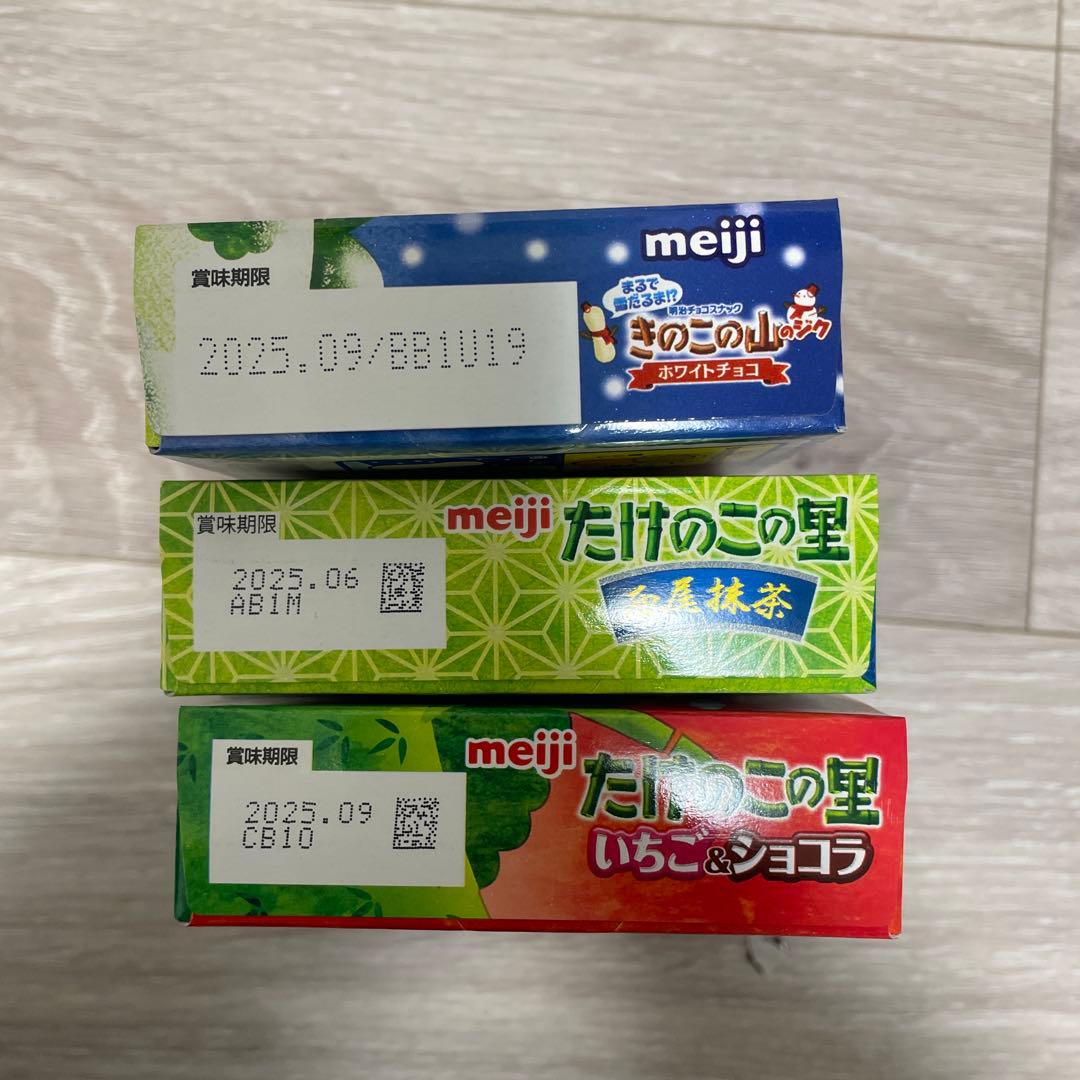 賞味期限
2025.09/BB1U19
meiji
まるで
雪だるま!?
明治チョコスナック
きのこの山のジク
ホワイトチョコ
賞味期限
2025.06
AB1M
meiji
たけのこの里
尾抹茶
賞味期限
2025.09
CB10
meiji
たけのこの里
いちご&ショコラ